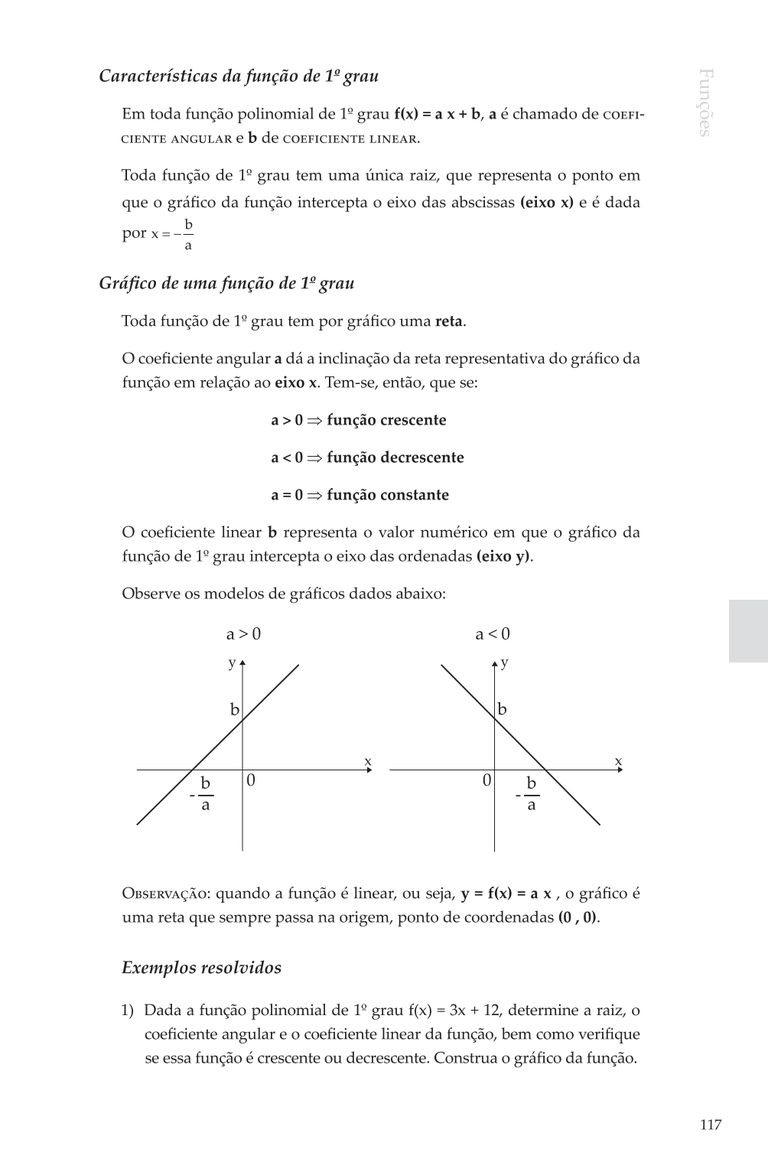 Funções
Características da função de 1º grau
Em toda função polinomial de 1º grau f(x) = a x + b, a é chamado de COEFI-
CIENTE ANGULAR e b de COEFICIENTE LINEAR.
Toda função de 1º grau tem uma única raiz, que representa o ponto em
que o gráfico da função intercepta o eixo das abscissas (eixo x) e é dada
por x = – b/a
Gráfico de uma função de 1º grau
Toda função de 1º grau tem por gráfico uma reta.
O coeficiente angular a dá a inclinação da reta representativa do gráfico da
função em relação ao eixo x. Tem-se, então, que se:
a > 0 ⇒ função crescente
a < 0 ⇒ função decrescente
a = 0 ⇒ função constante
O coeficiente linear b representa o valor numérico em que o gráfico da
função de 1º grau intercepta o eixo das ordenadas (eixo y).
Observe os modelos de gráficos dados abaixo:
a > 0
y
b
x
0
- b/a
a < 0
y
b
x
0
- b/a
OBSERVAÇÃO: quando a função é linear, ou seja, y = f(x) = a x , o gráfico é
uma reta que sempre passa na origem, ponto de coordenadas (0 , 0).
Exemplos resolvidos
1) Dada a função polinomial de 1º grau f(x) = 3x + 12, determine a raiz, o
coeficiente angular e o coeficiente linear da função, bem como verifique
se essa função é crescente ou decrescente. Construa o gráfico da função.
117